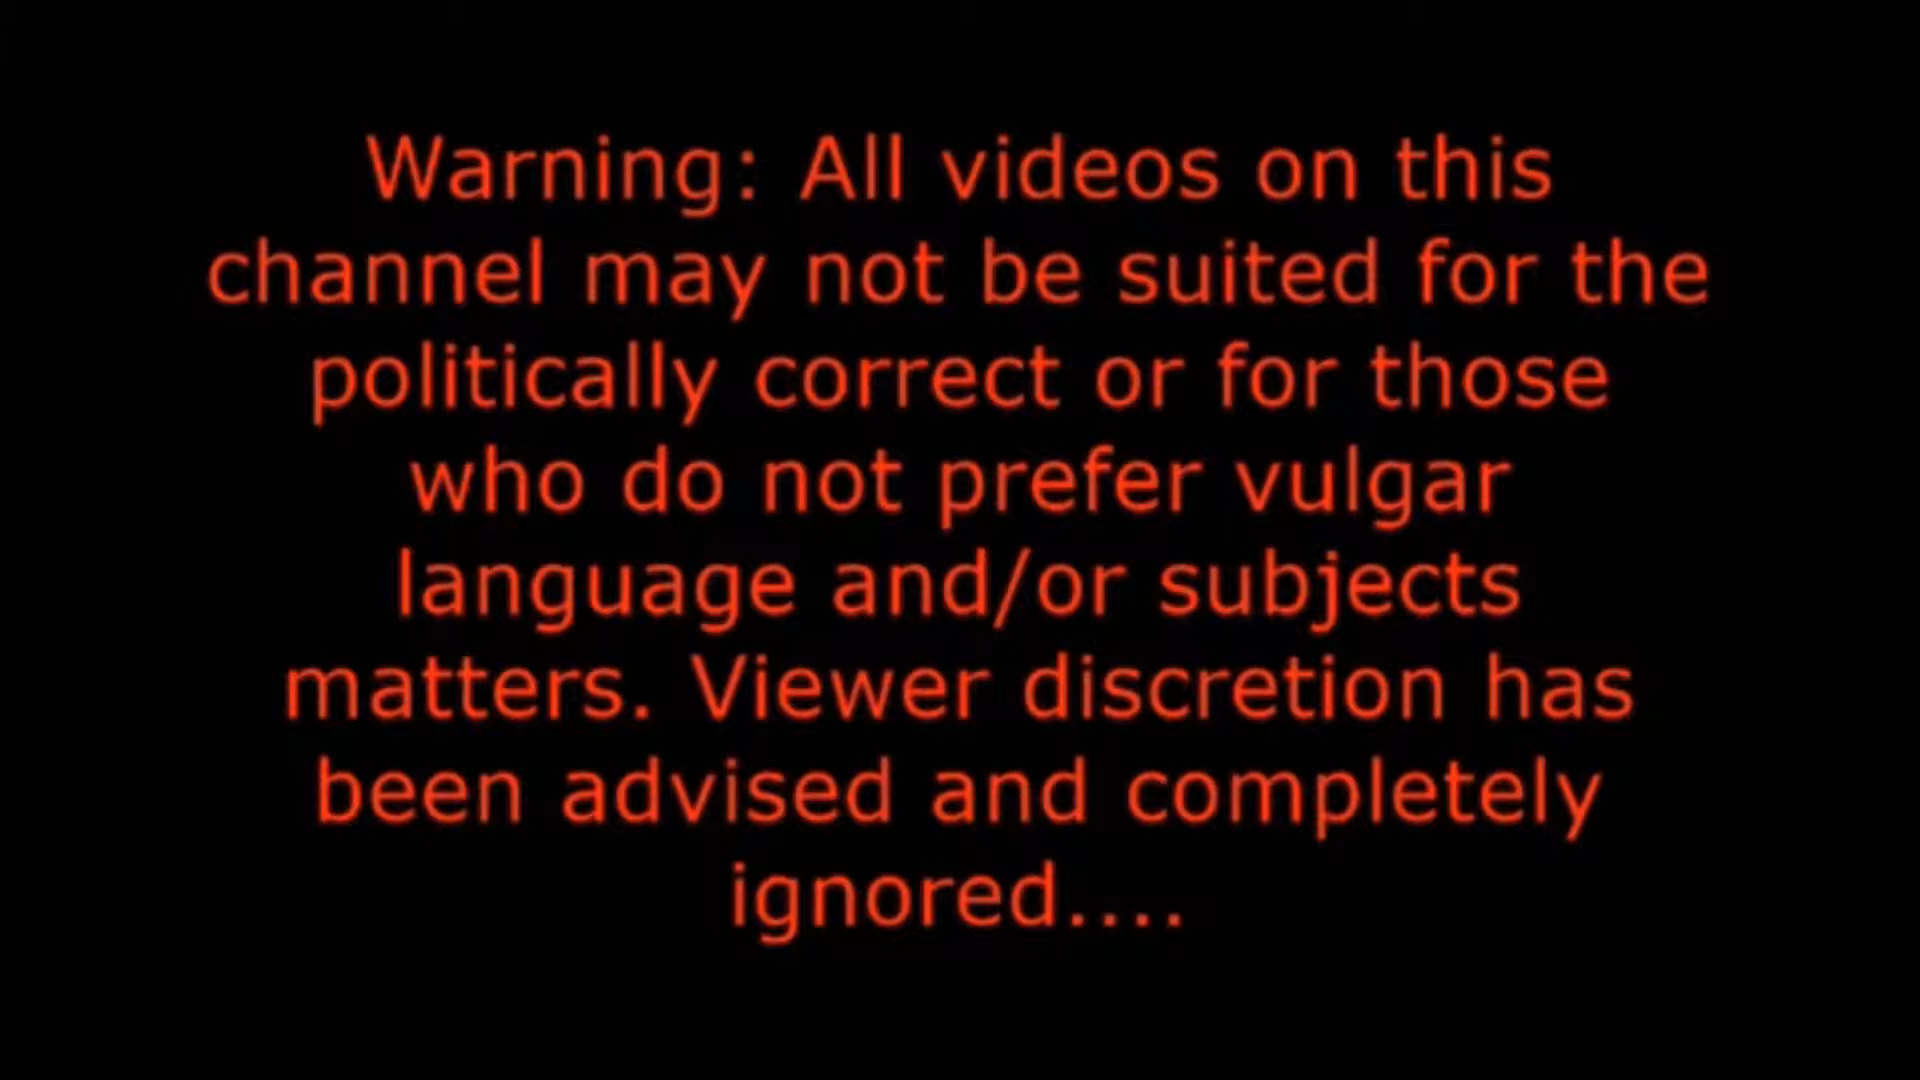 Warning: All videos on this
channel may not be suited for the
politically correct or for those
who do not prefer vulgar
language and/or subjects
matters. Viewer discretion has
been advised and completely
ignored....